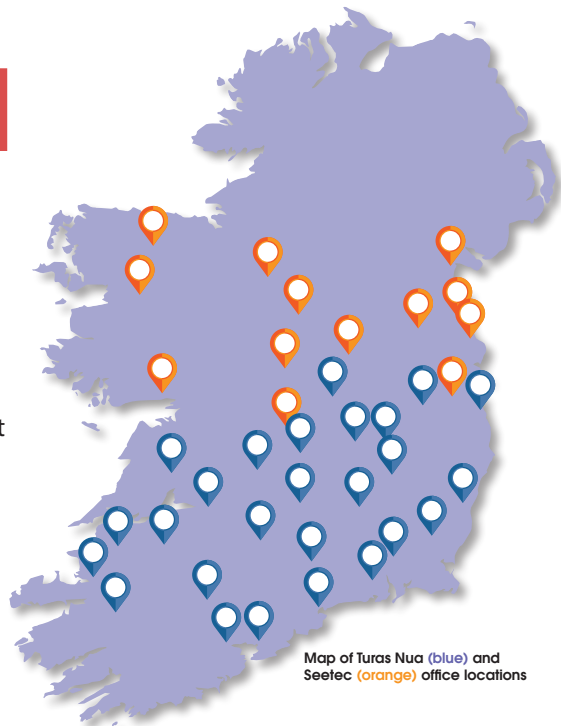 t
Map of Turas Nua (blue) and
Seetec (orange) office locations